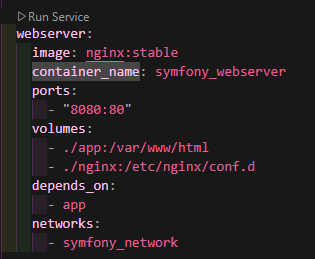 Run Service
webserver:
image: nginx:stable
container_name: symfony_webserver
ports:
- "8080:80"
volumes:
- ./app:/var/www/html
- ./nginx:/etc/nginx/conf.d
depends_on:
- app
networks:
- symfony_network